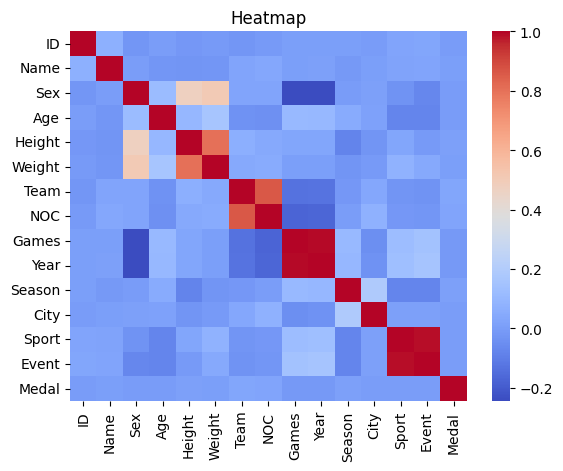 Heatmap
ID
Name
Sex
Age
Height
Weight
Team
NOC
Games
Year
Season
City
Sport
Event
Medal
ID
Name
Sex
Age
Height
Weight
Team
NOC
Games
Year
Season
City
Sport
Event
Medal
1.0
0.8
0.6
0.4
0.2
0.0
−0.2